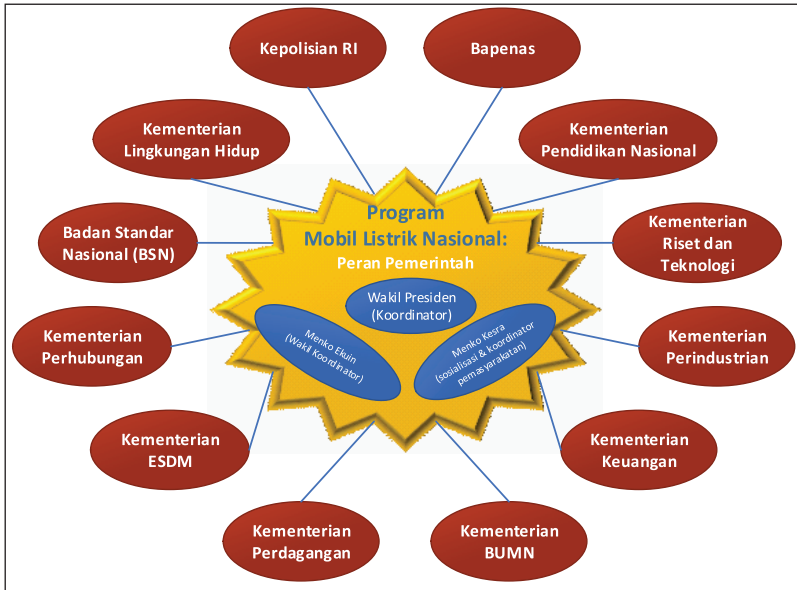 Kepolisian RI
Bapenas
Kementerian
Lingkungan Hidup
Kementerian
Pendidikan Nasional
Badan Standar
Nasional (BSN)
Program
Mobil Listrik Nasional:
Peran Pemerintah
Kementerian
Riset dan
Teknologi
Wakil Presiden
(Koordinator)
Menko Ekuin
(Wakil Koordinator)
Menko Kesra
(sosialisasi & koordinator
pemasyarakatan)
Kementerian
Perhubungan
Kementerian
Perindustrian
Kementerian
ESDM
Kementerian
Keuangan
Kementerian
Perdagangan
Kementerian
BUMN